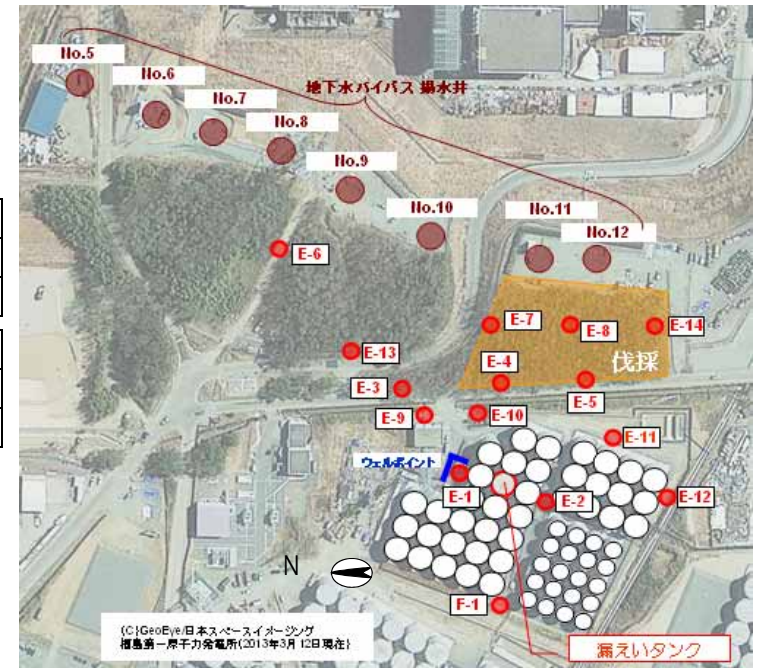 No.5
No.6
No.7
地下水バイパス 揚水井
No.8
No.9
No.10
No.11
No.12
E-6
E-7
E-8
E-14
E-13
伐採
E-4
E-3
E-5
E-9
E-10
E-11
ウェルポイント
E-1
E-2
E-12
N
F-1
(C)GeoEye/日本スペースイメージング
福島第一原子力発電所(2013年3月12日現在)
漏えいタンク